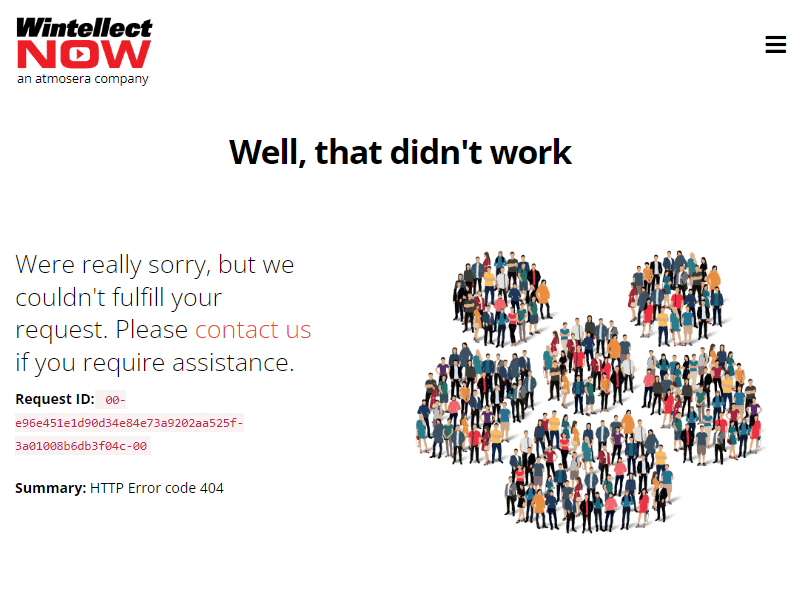 Wintellect
NOW
an atmosera company
Well, that didn't work
Were really sorry, but we
couldn't fulfill your
request. Please contact us
if you require assistance.
Request ID: 00-
e96e451e1d90d34e84e73a9202aa525f-
3a01008b6db3f04c-00
Summary: HTTP Error code 404